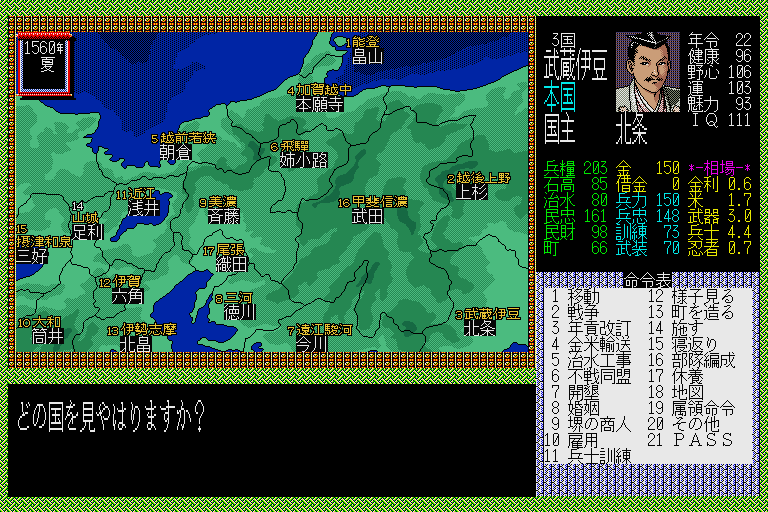 1560年
夏
1能登
畠山
4加賀越中
本願寺
5越前若狭
朝倉
6飛騨
姉小路
2越後上野
上杉
11近江
浅井
9美濃
斉藤
16甲斐信濃
武田
14
山城
足利
15
摂津和泉
三好
17尾張
織田
12伊賀
六角
8三河
徳川
3武蔵伊豆
北条
10大和
筒井
13伊勢志摩
北畠
7遠江駿河
今川
3国
武蔵伊豆
本国
国主
北条
年令 22
健康 96
野心 106
運 103
魅力 93
IQ 111
兵糧 203 金 150 *-相場-*
石高 85 借金 0 金利 0.6
治水 80 兵力 150 米 1.7
民忠 161 兵忠 148 武器 3.0
民財 98 訓練 73 兵士 4.4
町 66 武装 70 忍者 0.7
命令表
1 移動 12 様子見る
2 戦争 13 町を造る
3 年貢改訂 14 施す
4 金米輸送 15 寝返り
5 治水工事 16 部隊編成
6 不戦同盟 17 休養
7 開墾 18 地図
8 婚姻 19 属領命令
9 堺の商人 20 その他
10 雇用 21 PASS
11 兵士訓練
どの国を見やはりますか?